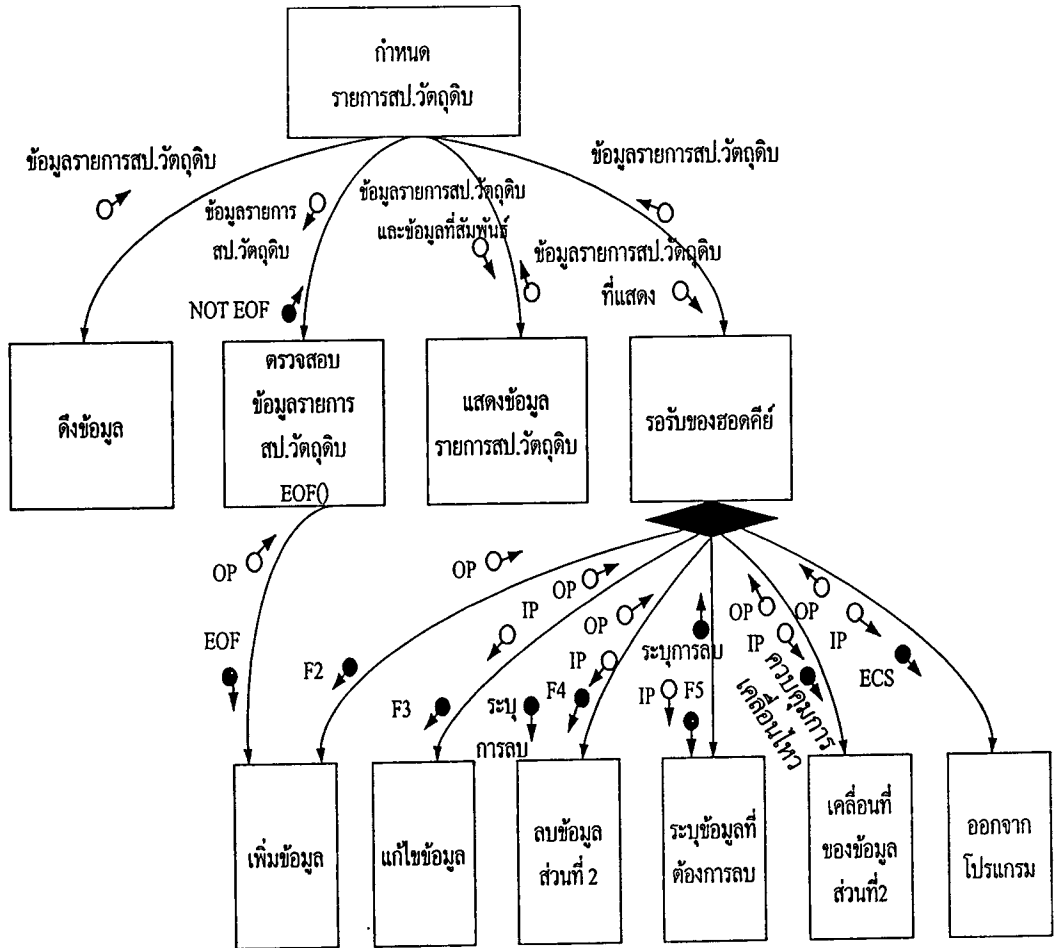 กำหนด
รายการสป.วัตถุดิบ
ข้อมูลรายการสป.วัตถุดิบ
ข้อมูลรายการสป.วัตถุดิบ
ข้อมูลรายการ
สป.วัตถุดิบ
ข้อมูลรายการสป.วัตถุดิบ
และข้อมูลที่สัมพันธ์
ข้อมูลรายการสป.วัตถุดิบ
ที่แสดง
NOT EOF
ดึงข้อมูล
ตรวจสอบ
ข้อมูลรายการ
สป.วัตถุดิบ
EOF()
แสดงข้อมูล
รายการสป.วัตถุดิบ
รอรับของฮอดคีย์
OP
EOF
OP
F2
OP
IP
F3
OP
IP
F4
ระบุ
การลบ
ระบุการลบ
IP
F5
OP
IP
ควบคุมการ
เคลื่อนไหว
OP
IP
ECS
เพิ่มข้อมูล
แก้ไขข้อมูล
ลบข้อมูล
ส่วนที่ 2
ระบุข้อมูลที่
ต้องการลบ
เคลื่อนที่
ของข้อมูล
ส่วนที่2
ออกจาก
โปรแกรม